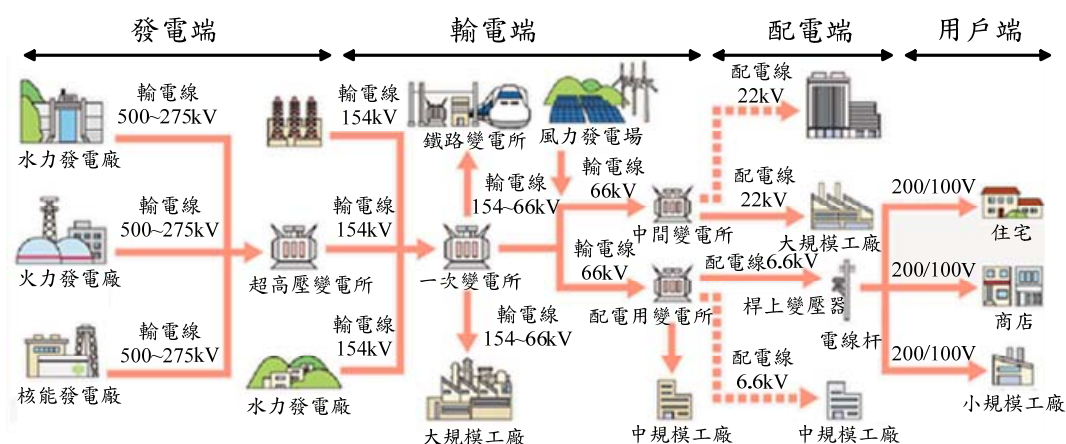 發電端
輸電端
配電端
用戶端
輸電線
500~275kV
水力發電廠
輸電線
500~275kV
火力發電廠
輸電線
500~275kV
核能發電廠
超高壓變電所
水力發電廠
輸電線
154kV
輸電線
154kV
輸電線
154kV
鐵路變電所
風力發電場
輸電線
154~66kV
一次變電所
輸電線
154~66kV
大規模工廠
輸電線
66kV
中間變電所
輸電線
66kV
配電用變電所
中規模工廠
配電線
22kV
配電線
22kV
大規模工廠
配電線6.6kV
桿上變壓器
電線杆
配電線
6.6kV
中規模工廠
200/100V
住宅
200/100V
商店
200/100V
小規模工廠